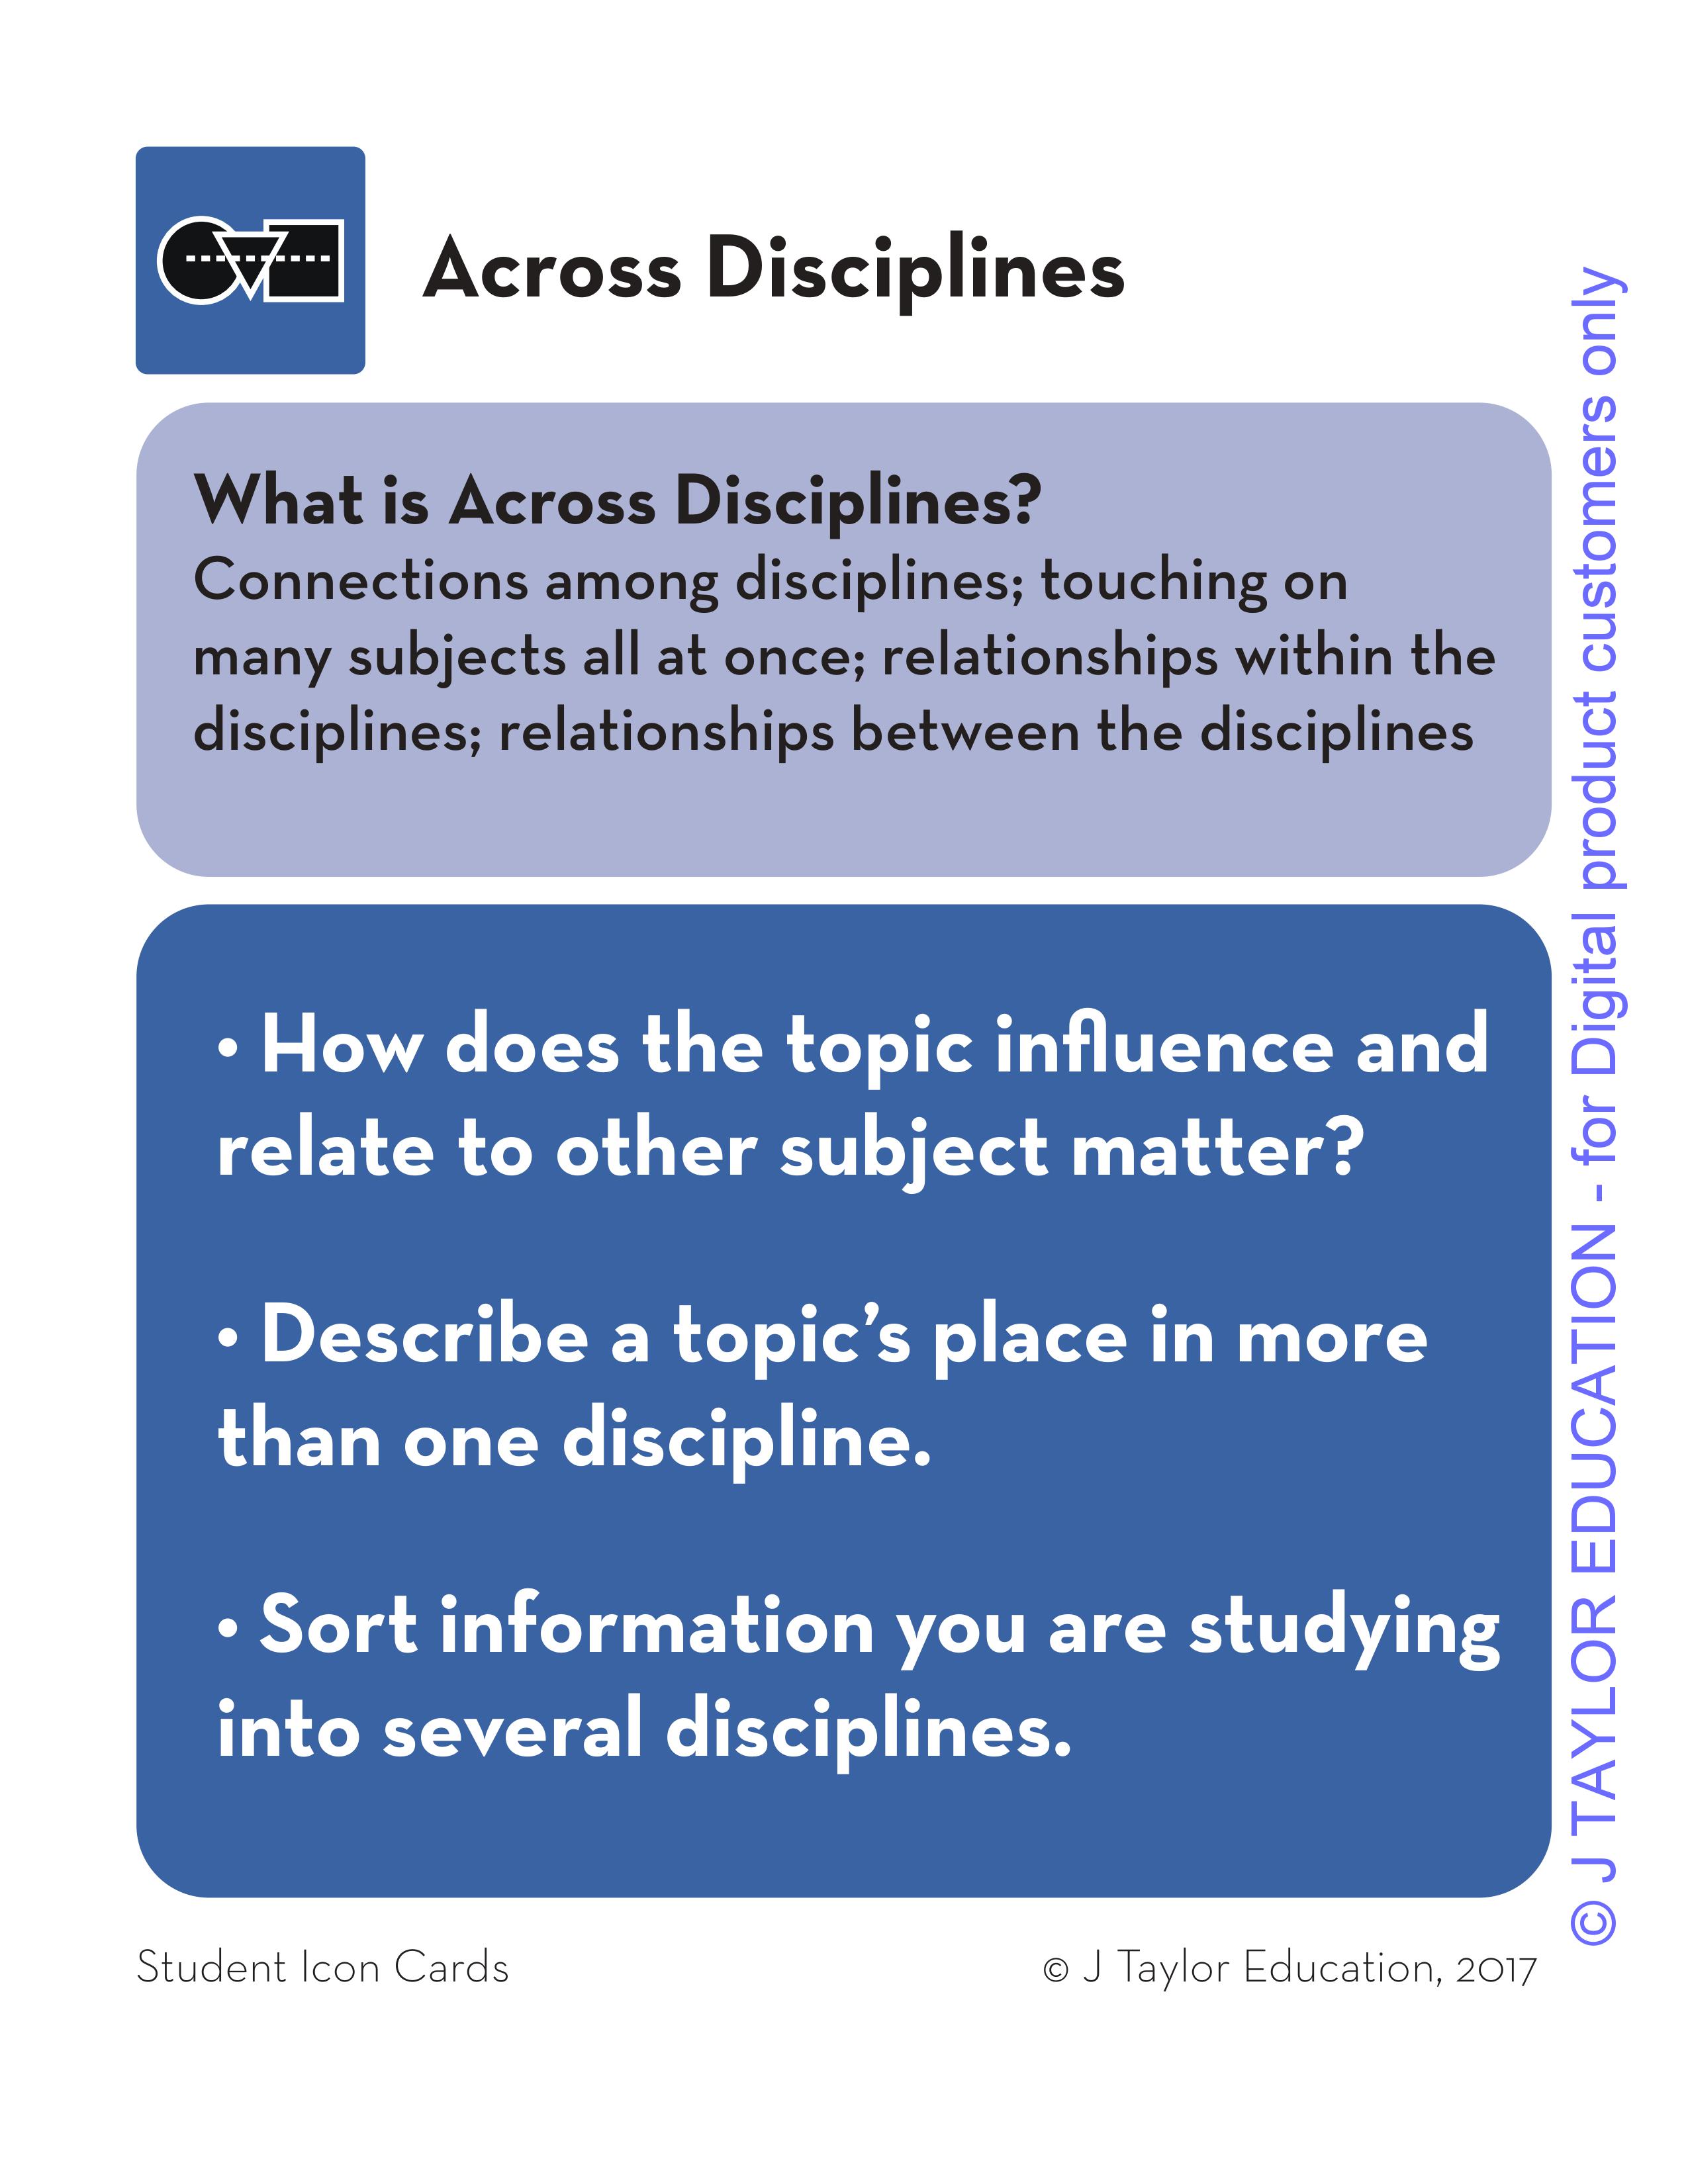 Across Disciplines
What is Across Disciplines?
Connections among disciplines; touching on
many subjects all at once; relationships within the
disciplines; relationships between the disciplines
• How does the topic influence and
relate to other subject matter?
• Describe a topic’s place in more
than one discipline.
• Sort information you are studying
into several disciplines.
Student Icon Cards
© J Taylor Education, 2017
© J TAYLOR EDUCATION - for Digital product customers only